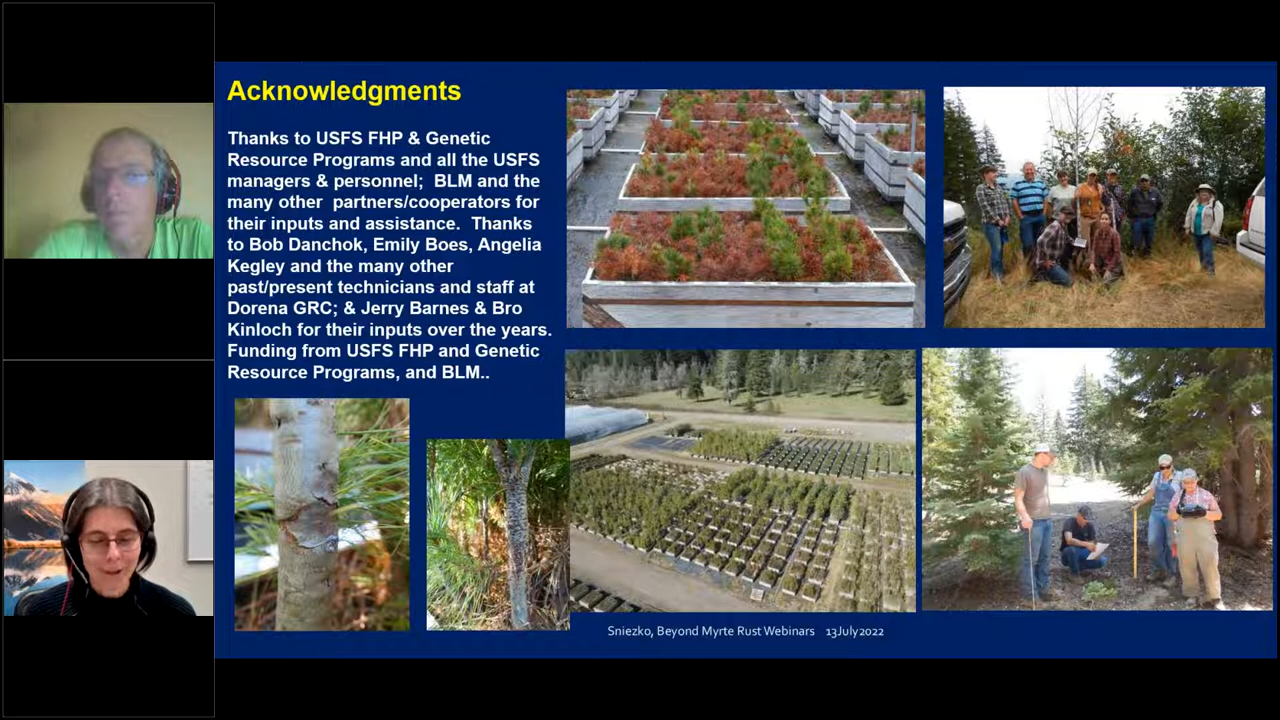 Acknowledgments
Thanks to USFS FHP & Genetic
Resource Programs and all the USFS
managers & personnel; BLM and the
many other partners/cooperators for
their inputs and assistance. Thanks
to Bob Danchok, Emily Boes, Angelia
Kegley and the many other
past/present technicians and staff at
Dorena GRC; & Jerry Barnes & Bro
Kinloch for their inputs over the years.
Funding from USFS FHP and Genetic
Resource Programs, and BLM..
Sniezko, Beyond Myrte Rust Webinars 13July2022